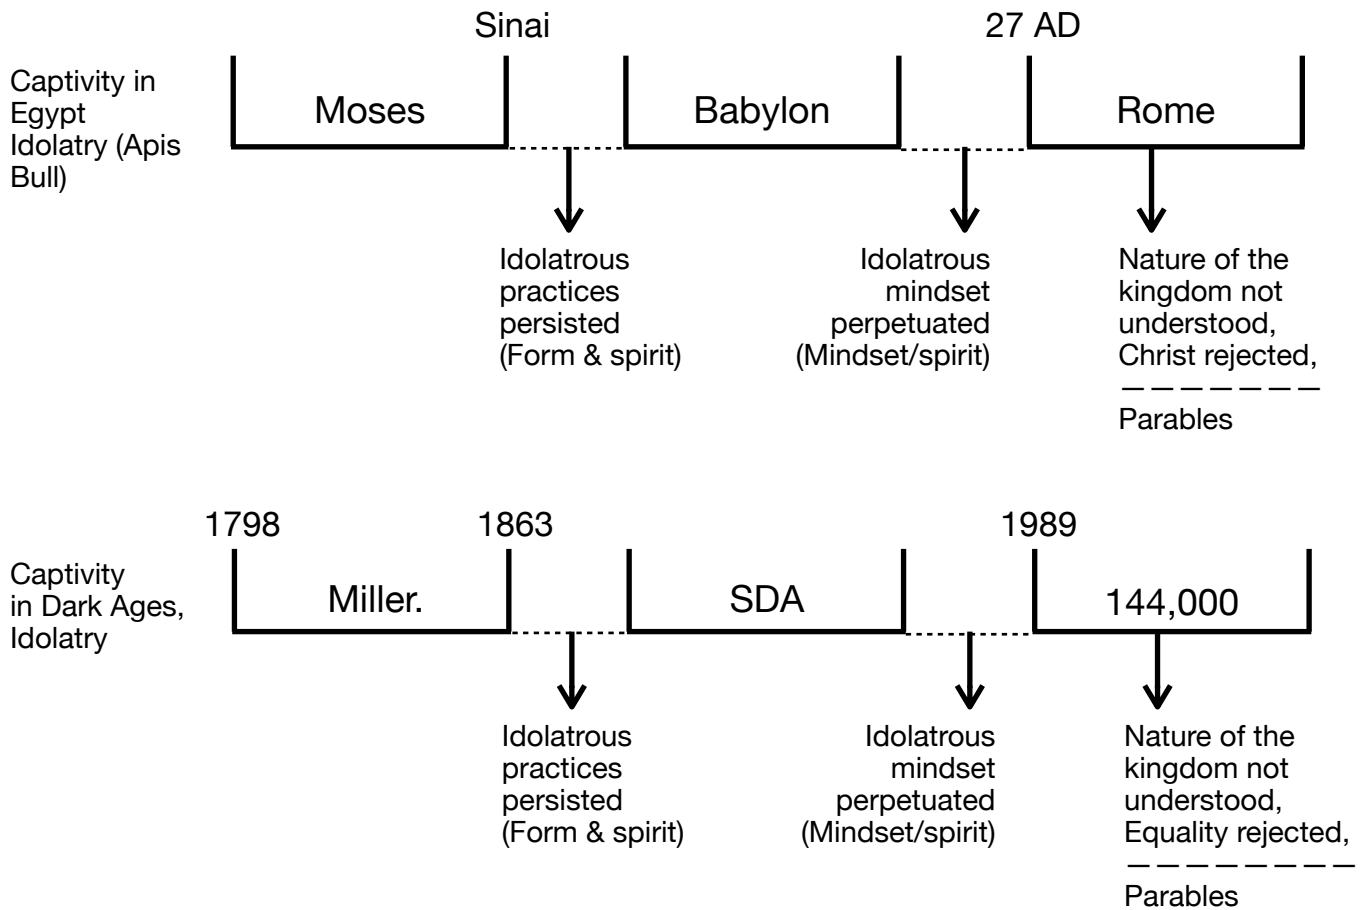 Sinai
27 AD
Captivity in
Egypt
Idolatry (Apis
Bull)
Moses
Babylon
Rome
Idolatrous
practices
persisted
(Form & spirit)
Idolatrous
mindset
perpetuated
(Mindset/spirit)
Nature of the
kingdom not
understood,
Christ rejected,
Parables
1798
1863
1989
Captivity
in Dark Ages,
Idolatry
Miller.
SDA
144,000
Idolatrous
practices
persisted
(Form & spirit)
Idolatrous
mindset
perpetuated
(Mindset/spirit)
Nature of the
kingdom not
understood,
Equality rejected,
Parables